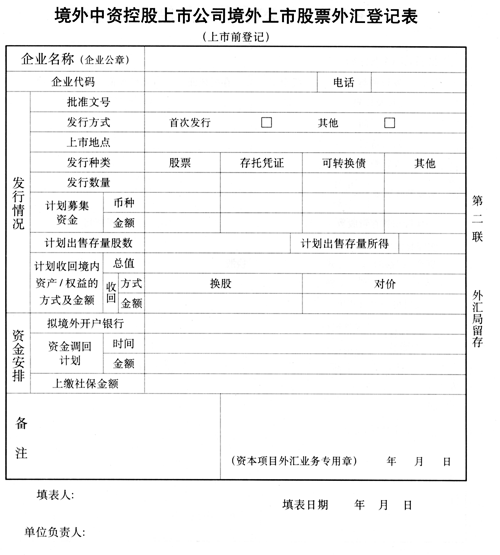 境外中资控股上市公司境外上市股票外汇登记表
(上市前登记)
企业名称(企业公章)
企业代码 电话
发行情况
批准文号
发行方式 首次发行 □ 其他 □
上市地点
发行种类 股票 存托凭证 可转换债 其他
发行数量
计划募集资金 币种
金额
计划出售存量股数 计划出售存量所得
计划收回境内资产/权益的方式及金额 总值
收回 方式 换股 对价
金额
资金安排
拟境外开户银行
资金调回计划 时间
金额
上缴社保金额
备注
(资本项目外汇业务专用章) 年 月 日
第二联
外汇局留存
填表人:
填表日期 年 月 日
单位负责人: